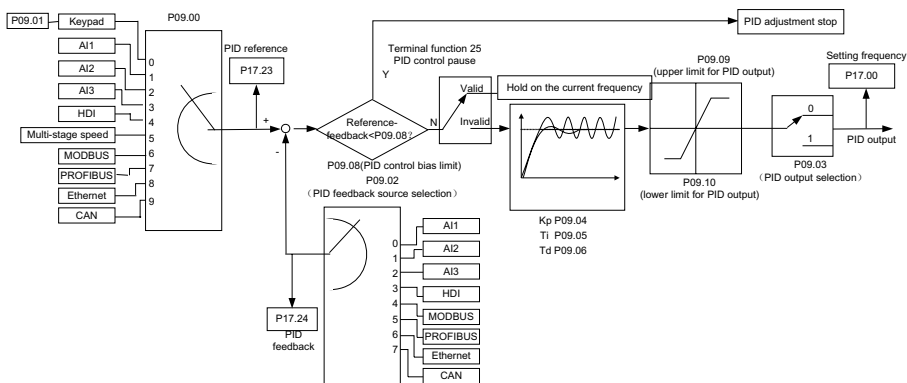 P09.01
Keypad
AI1
AI2
AI3
HDI
Multi-stage speed
MODBUS
PROFIBUS
Ethernet
CAN
P09.00
0
1
2
3
4
5
6
7
8
9
PID reference
P17.23
+
-
Reference-
feedback<P09.08?
Y
N
Terminal function 25
PID control pause
Valid
Invalid
PID adjustment stop
Hold on the current frequency
P09.08(PID control bias limit)
P09.02
（PID feedback source selection）
Kp P09.04
Ti P09.05
Td P09.06
P09.09
(upper limit for PID output)
P09.10
(lower limit for PID output)
0
1
P09.03
（PID output selection）
Setting frequency
P17.00
PID output
P17.24
PID
feedback
0
1
2
3
4
5
6
7
AI1
AI2
AI3
HDI
MODBUS
PROFIBUS
Ethernet
CAN